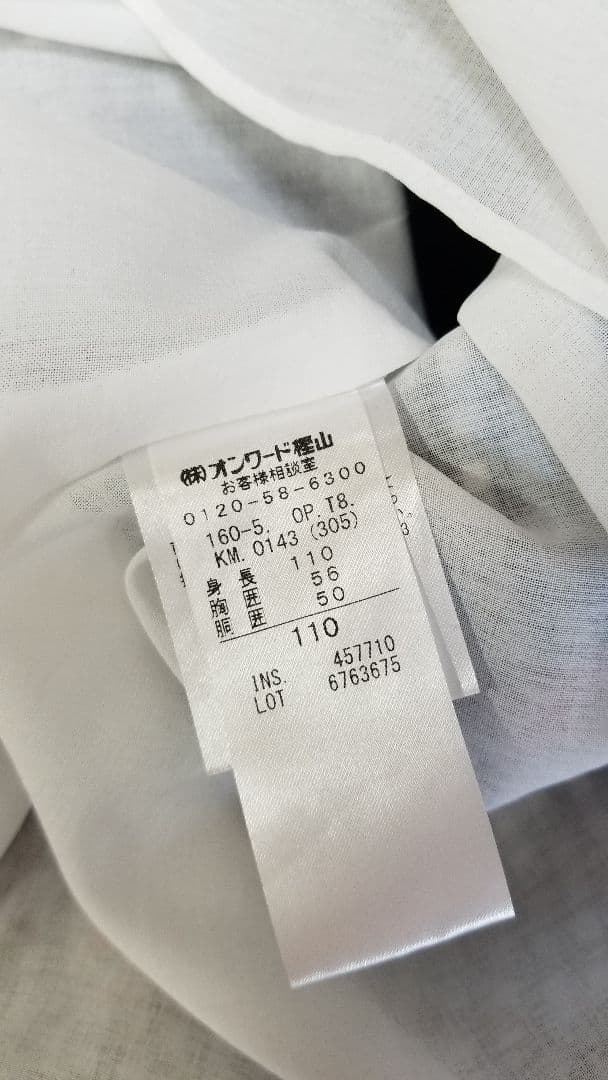 (株)オンワード樫山
お客様相談室
0120-58-6300
160-5. OP.T8.
KM. 0143 (305)
身長 110
胸囲 56
胴囲 50
110
INS. 457710
LOT 6763675